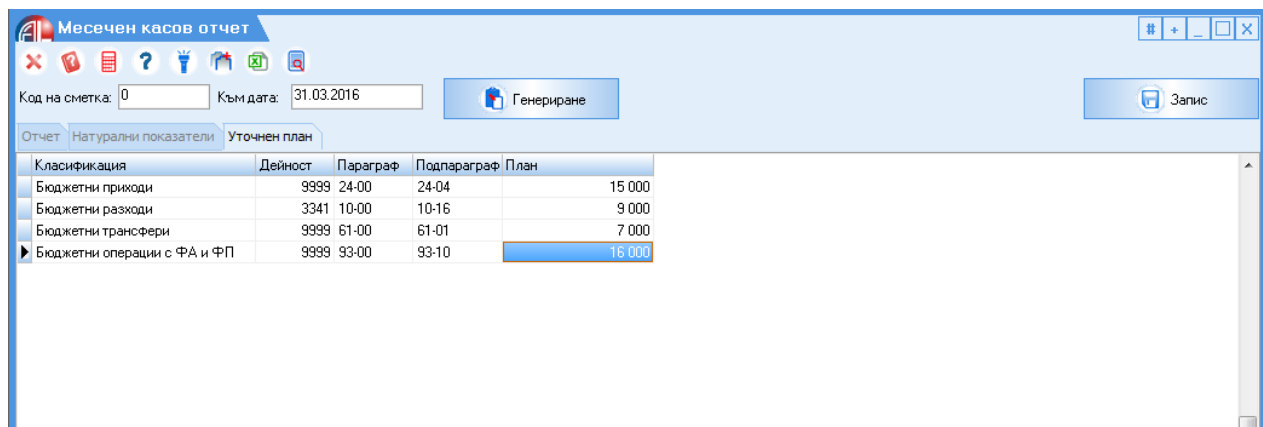 Месечен касов отчет
Код на сметка: 0 Към дата: 31.03.2016 Генериране Запис
Отчет Натурални показатели Уточнен план
Класификация Дейност Параграф Подпараграф План
Бюджетни приходи 9999 24-00 24-04 15 000
Бюджетни разходи 3341 10-00 10-16 9 000
Бюджетни трансфери 9999 61-00 61-01 7 000
Бюджетни операции с ФА и ФП 9999 93-00 93-10 16 000